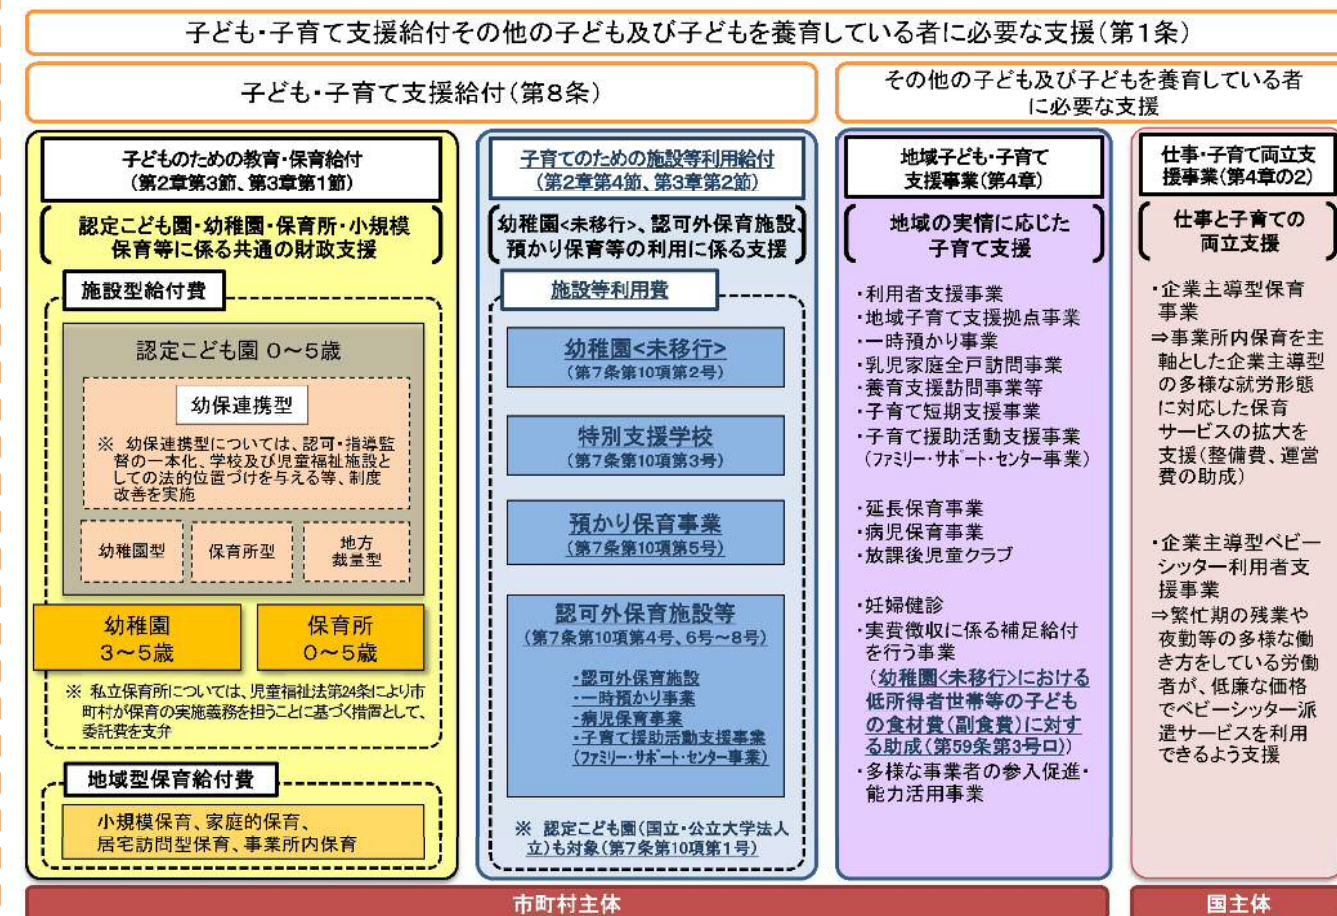 子ども・子育て支援給付その他の子ども及び子どもを養育している者に必要な支援(第1条)
子ども・子育て支援給付(第8条)
その他の子ども及び子どもを養育している者
に必要な支援
子どものための教育・保育給付
(第2章第3節、第3章第1節)
認定こども園・幼稚園・保育所・小規模
保育等に係る共通の財政支援
施設型給付費
認定こども園 0～5歳
幼保連携型
※ 幼保連携型については、認可・指導監
督の一本化、学校及び児童福祉施設と
しての法的位置づけを与える等、制度
改善を実施
幼稚園型
保育所型
地方
裁量型
幼稚園
3～5歳
保育所
0～5歳
※ 私立保育所については、児童福祉法第24条により市
町村が保育の実施義務を担うことに基づく措置として、
委託費を支弁
地域型保育給付費
小規模保育、家庭的保育、
居宅訪問型保育、事業所内保育
子育てのための施設等利用給付
(第2章第4節、第3章第2節)
幼稚園<未移行>、認可外保育施設、
預かり保育等の利用に係る支援
施設等利用費
幼稚園<未移行>
(第7条第10項第2号)
特別支援学校
(第7条第10項第3号)
預かり保育事業
(第7条第10項第5号)
認可外保育施設等
(第7条第10項第4号、6号～8号)
・認可外保育施設
・一時預かり事業
・病児保育事業
・子育て援助活動支援事業
(ファミリー・サポート・センター事業)
※ 認定こども園(国立・公立大学法人
立)も対象(第7条第10項第1号)
地域子ども・子育て
支援事業(第4章)
地域の実情に応じた
子育て支援
・利用者支援事業
・地域子育て支援拠点事業
・一時預かり事業
・乳児家庭全戸訪問事業
・養育支援訪問事業等
・子育て短期支援事業
・子育て援助活動支援事業
(ファミリー・サポート・センター事業)
・延長保育事業
・病児保育事業
・放課後児童クラブ
・妊婦健診
・実費徴収に係る補足給付
を行う事業
(幼稚園<未移行>における
低所得者世帯等の子ども
の食材費(副食費)に対す
る助成(第59条第3号ロ))
・多様な事業者の参入促進・
能力活用事業
仕事・子育て両立支
援事業(第4章の2)
仕事と子育ての
両立支援
・企業主導型保育
事業
⇒事業所内保育を主
軸とした企業主導型
の多様な就労形態
に対応した保育
サービスの拡大を
支援(整備費、運営
費の助成)
・企業主導型ベビー
シッター利用者支
援事業
⇒繁忙期の残業や
夜勤等の多様な働
き方をしている労働
者が、低廉な価格
でベビーシッター派
遣サービスを利用
できるよう支援
市町村主体
国主体